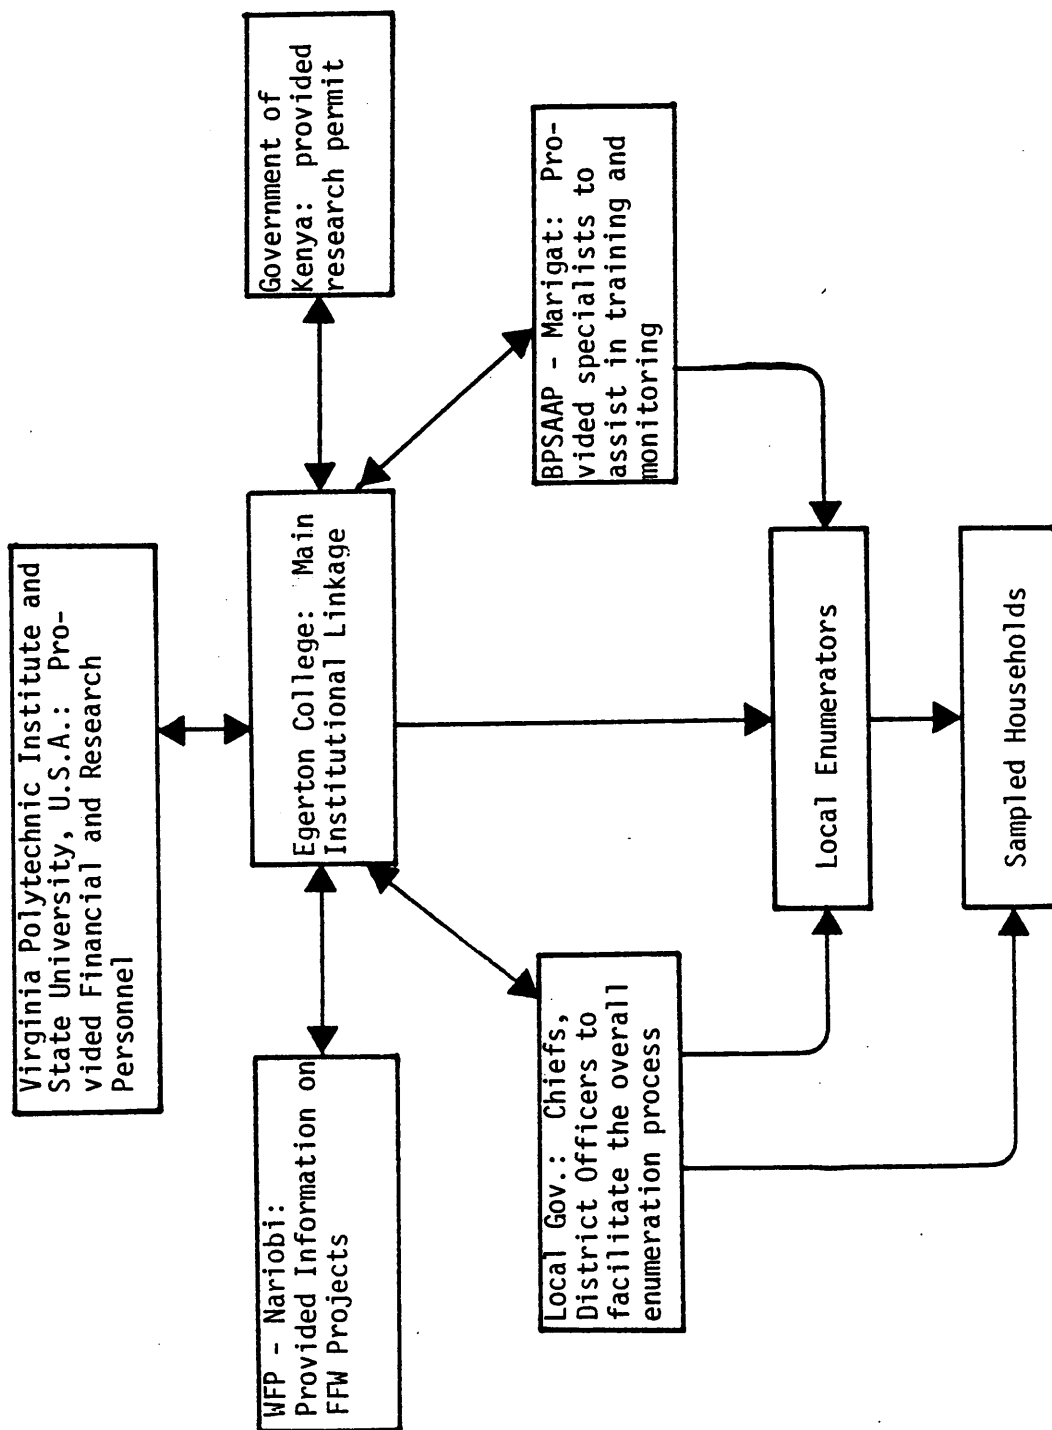 Virginia Polytechnic Institute and
State University, U.S.A.: Pro-
vided Financial and Research
Personnel
WFP - Nariobi:
Provided Information on
FFW Projects
Egerton College: Main
Institutional Linkage
Government of
Kenya: provided
research permit
Local Gov.: Chiefs,
District Officers to
facilitate the overall
enumeration process
BPSAAP - Marigat: Pro-
vided specialists to
assist in training and
monitoring
Local Enumerators
Sampled Households